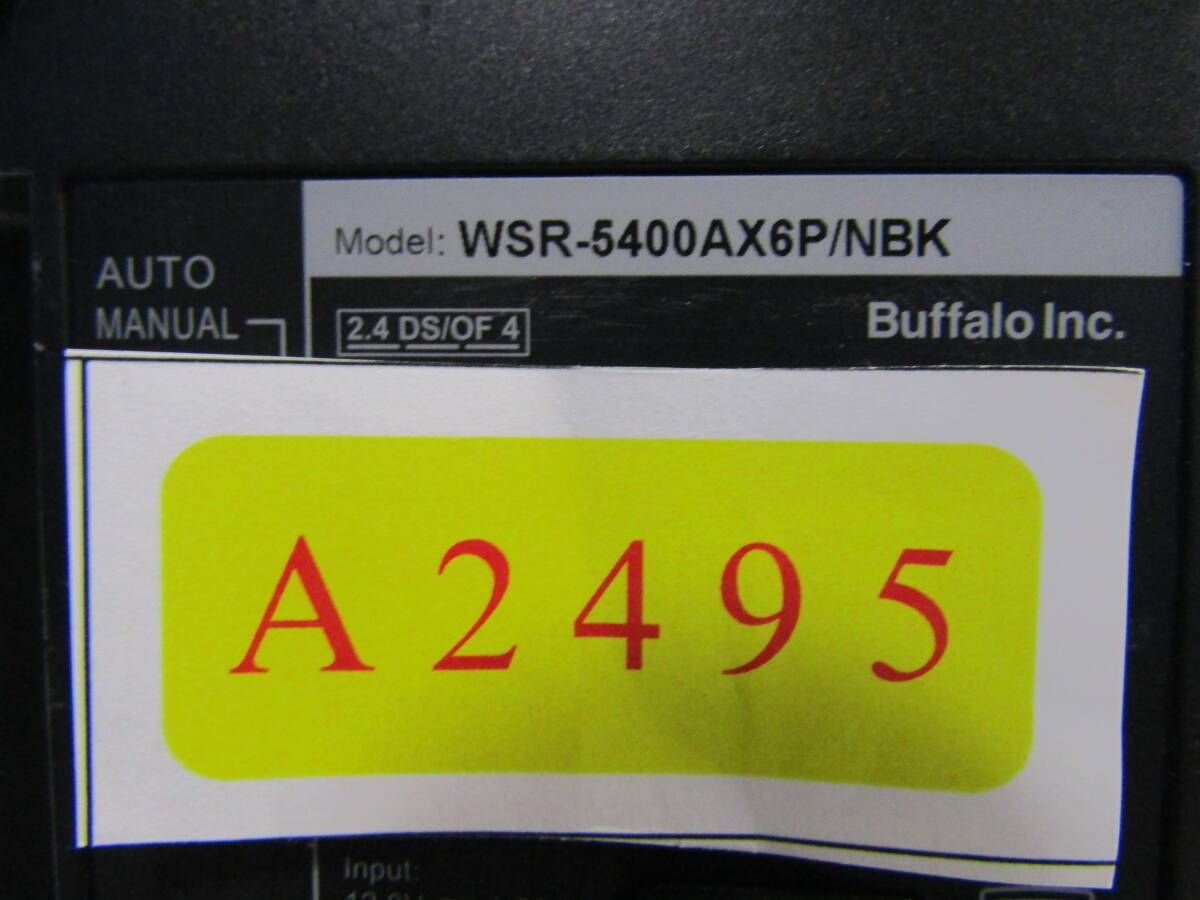 Model: WSR-5400AX6P/NBK
AUTO
MANUAL
2.4 DS/OF 4
Buffalo Inc.
A2495
Input: